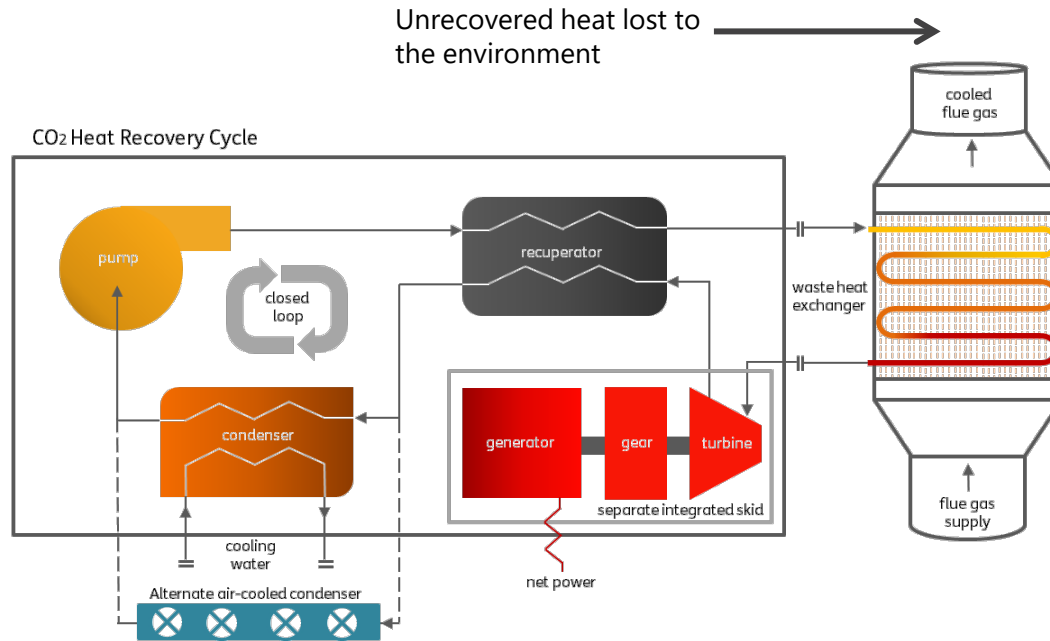 Unrecovered heat lost to
the environment
cooled
flue gas
CO2 Heat Recovery Cycle
pump
recuperator
closed
loop
waste heat
exchanger
condenser
generator
gear
turbine
separate integrated skid
flue gas
supply
cooling
water
net power
Alternate air-cooled condenser